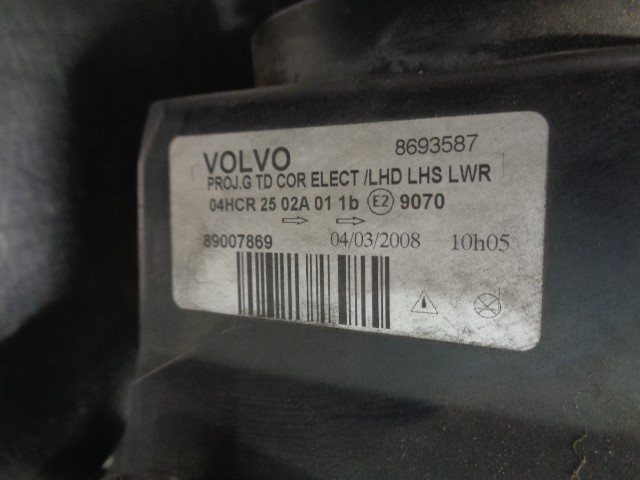 VOLVO 8693587
PROJ.G TD COR ELECT /LHD LHS LWR
04HCR 25 02A 01 1b E2 9070
89007869 04/03/2008 10h05